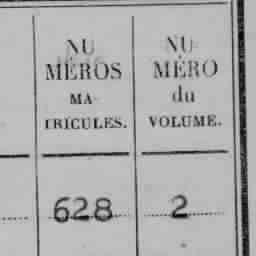 NU NU
MÉROS MÉRO
MA- du
TRICULES. VOLUME.
628 2